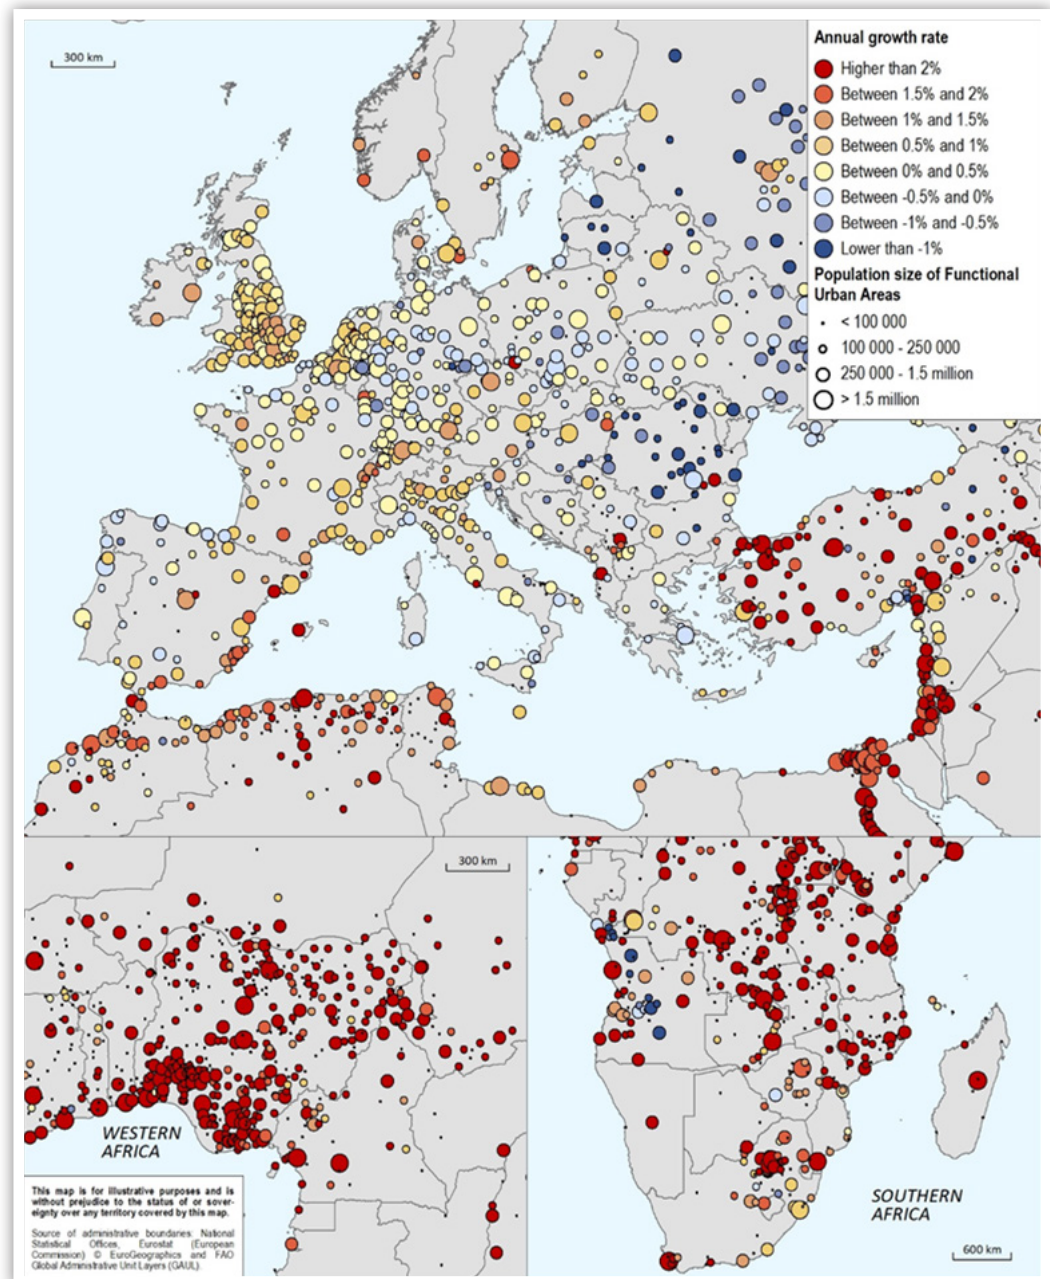 300 km
Annual growth rate
Higher than 2%
Between 1.5% and 2%
Between 1% and 1.5%
Between 0.5% and 1%
Between 0% and 0.5%
Between -0.5% and 0%
Between -1% and -0.5%
Lower than -1%
Population size of Functional
Urban Areas
< 100 000
100 000 - 250 000
250 000 - 1.5 million
> 1.5 million
300 km
WESTERN
AFRICA
This map is for illustrative purposes and is
without prejudice to the status of or sover-
eignty over any territory covered by this map.
Source of administrative boundaries: National
Statistical Offices, Eurostat (European
Commission) © EuroGeographics and FAO
Global Administrative Unit Layers (GAUL).
SOUTHERN
AFRICA
600 km